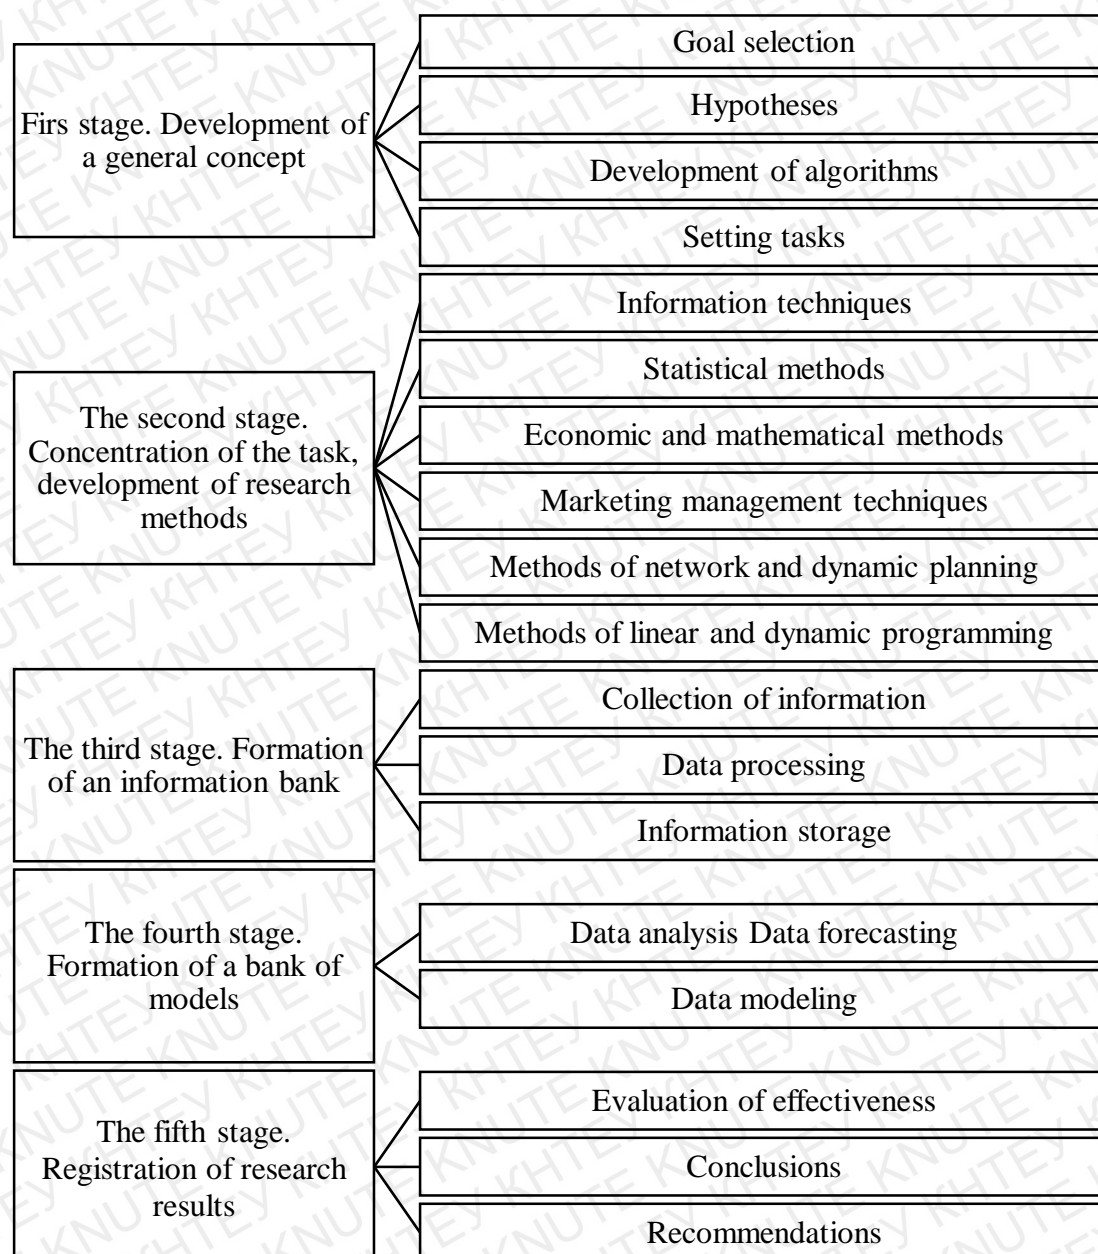 Firs stage. Development of
a general concept
Goal selection
Hypotheses
Development of algorithms
Setting tasks
The second stage.
Concentration of the task,
development of research
methods
Information techniques
Statistical methods
Economic and mathematical methods
Marketing management techniques
Methods of network and dynamic planning
Methods of linear and dynamic programming
The third stage. Formation
of an information bank
Collection of information
Data processing
Information storage
The fourth stage.
Formation of a bank of
models
Data analysis Data forecasting
Data modeling
The fifth stage.
Registration of research
results
Evaluation of effectiveness
Conclusions
Recommendations